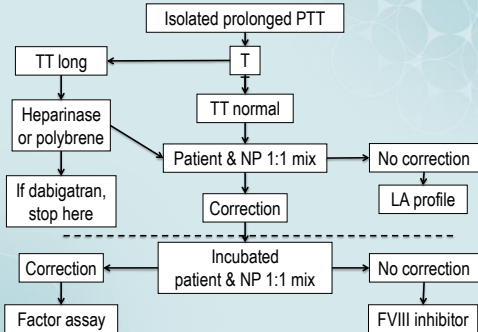 Isolated prolonged PTT
TT long
T
TT normal
Heparinase
or polybrene
Patient & NP 1:1 mix
No correction
If dabigatran,
stop here
Correction
LA profile
Correction
Incubated
patient & NP 1:1 mix
No correction
Factor assay
FVIII inhibitor